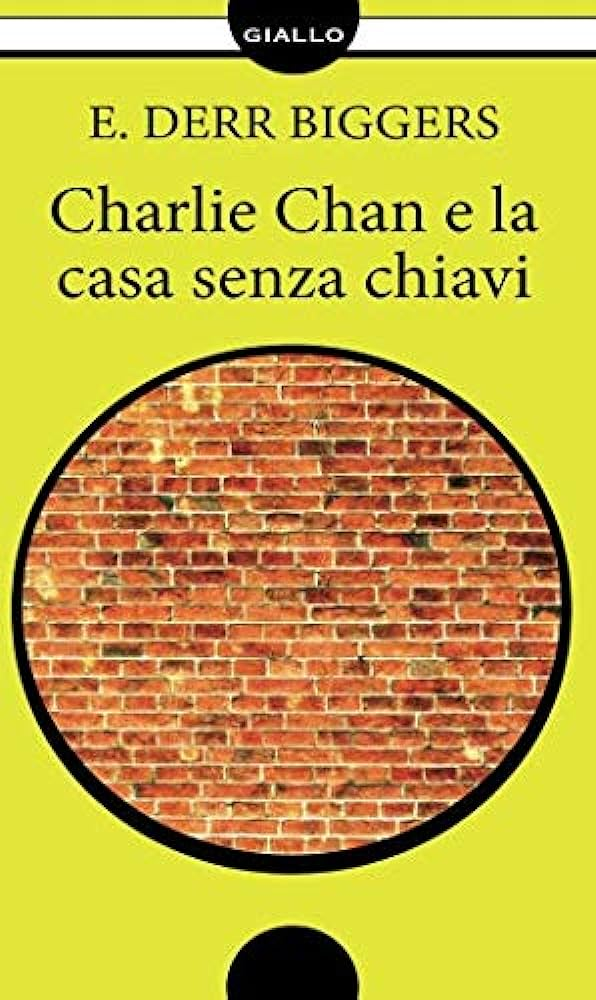 GIALLO
E. DERR BIGGERS
Charlie Chan e la
casa senza chiavi